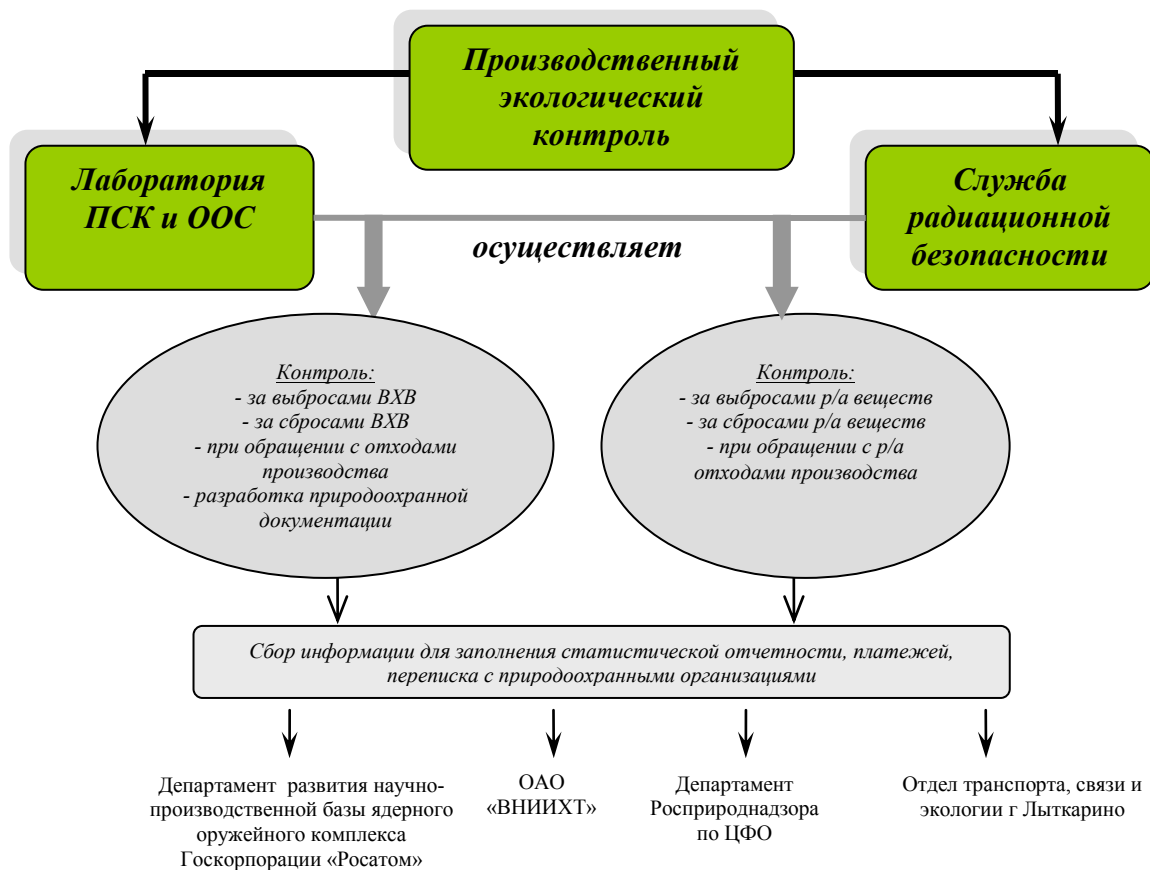 Производственный
экологический
контроль
Лаборатория
ПСК и ООС
Служба
радиационной
безопасности
осуществляет
Контроль:
- за выбросами ВХВ
- за сбросами ВХВ
- при обращении с отходами
производства
- разработка природоохранной
документации
Контроль:
- за выбросами р/а веществ
- за сбросами р/а веществ
- при обращении с р/а
отходами производства
Сбор информации для заполнения статистической отчетности, платежей,
переписка с природоохранными организациями
Департамент развития научно-
производственной базы ядерного
оружейного комплекса
Госкорпорации «Росатом»
ОАО
«ВНИИХТ»
Департамент
Росприроднадзора
по ЦФО
Отдел транспорта, связи и
экологии г Лыткарино